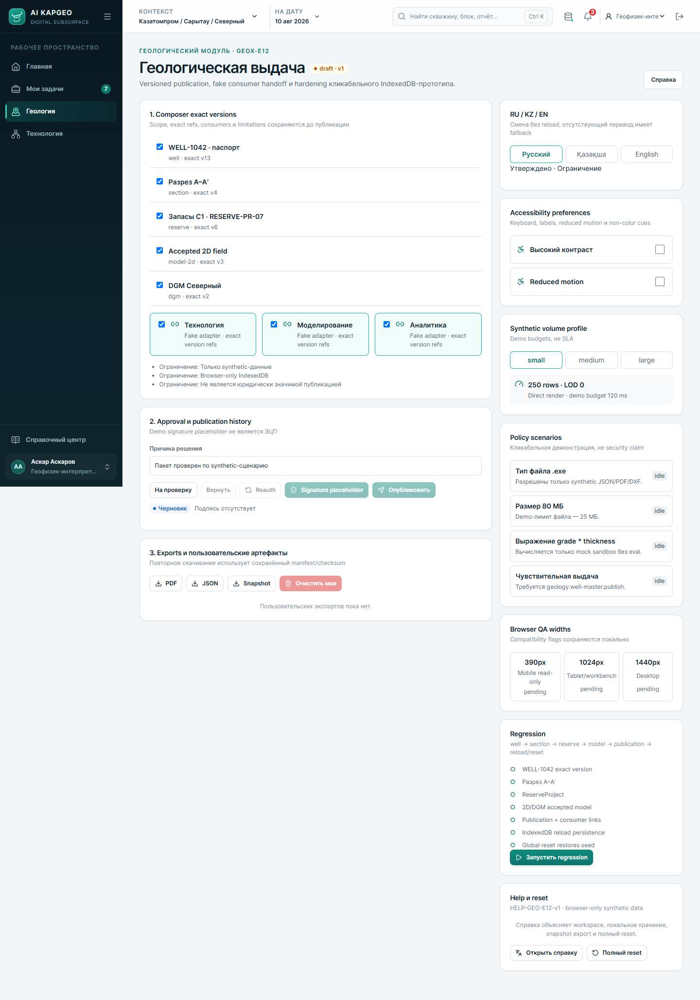 AI KAPGEO
DIGITAL SUBSURFACE
РАБОЧЕЕ ПРОСТРАНСТВО
Главная
Мои задачи
7
Геология
Технология
Справочный центр
АА
Аскар Аскаров
Геофизик-интерпрет...
КОНТЕКСТ
Казатомпром / Сарытау / Северный
НА ДАТУ
10 авг 2026
Найти скважину, блок, отчёт...
Ctrl K
3
Геофизик-инте
ГЕОЛОГИЧЕСКИЙ МОДУЛЬ · GEOX-E12
Геологическая выдача
draft · v1
Versioned publication, fake consumer handoff и hardening кликабельного IndexedDB-прототипа.
Справка
1. Composer exact versions
Scope, exact refs, consumers и limitations сохраняются до публикации
WELL-1042 · паспорт
well · exact v13
Разрез А–А′
section · exact v4
Запасы C1 · RESERVE-PR-07
reserve · exact v6
Accepted 2D field
model-2d · exact v3
DGM Северный
dgm · exact v2
Технология
Fake adapter · exact
version refs
Моделирование
Fake adapter · exact
version refs
Аналитика
Fake adapter · exact
version refs
Ограничение: Только synthetic-данные
Ограничение: Browser-only IndexedDB
Ограничение: Не является юридически значимой публикацией
2. Approval и publication history
Demo signature placeholder не является ЭЦП
Причина решения
Пакет проверен по synthetic-сценарию
На проверку
Вернуть
Reauth
Signature placeholder
Опубликовать
Черновик
Подпись отсутствует
3. Exports и пользовательские артефакты
Повторное скачивание использует сохранённый manifest/checksum
PDF
JSON
Snapshot
Очистить мои
Пользовательских экспортов пока нет.
RU / KZ / EN
Смена без reload; отсутствующий перевод имеет
fallback
Русский
Қазақша
English
Утверждено · Ограничение
Accessibility preferences
Keyboard, labels, reduced motion и non-color cues
Высокий контраст
Reduced motion
Synthetic volume profile
Demo budgets, не SLA
small
medium
large
250 rows · LOD 0
Direct render · demo budget 120 ms
Policy scenarios
Кликабельная демонстрация, не security claim
Тип файла .exe
Разрешены только synthetic JSON/PDF/DXF.
idle
Размер 80 МБ
Demo-лимит файла — 25 МБ.
idle
Выражение grade * thickness
Вычисляется только mock sandbox без eval.
idle
Чувствительная выдача
Требуется geology.well-master.publish.
idle
Browser QA widths
Compatibility flags сохраняются локально
390px
Mobile read-
only
pending
1024px
Tablet/workbench
pending
1440px
Desktop
pending
Regression
well → section → reserve → model → publication →
reload/reset
WELL-1042 exact version
Разрез А–А′
ReserveProject
2D/DGM accepted model
Publication + consumer links
IndexedDB reload persistence
Global reset restores seed
Запустить regression
Help и reset
HELP-GEO-E12-v1 · browser-only synthetic data
Справка объясняет workspace, локальное хранение,
snapshot export и полный reset.
Открыть справку
Полный reset